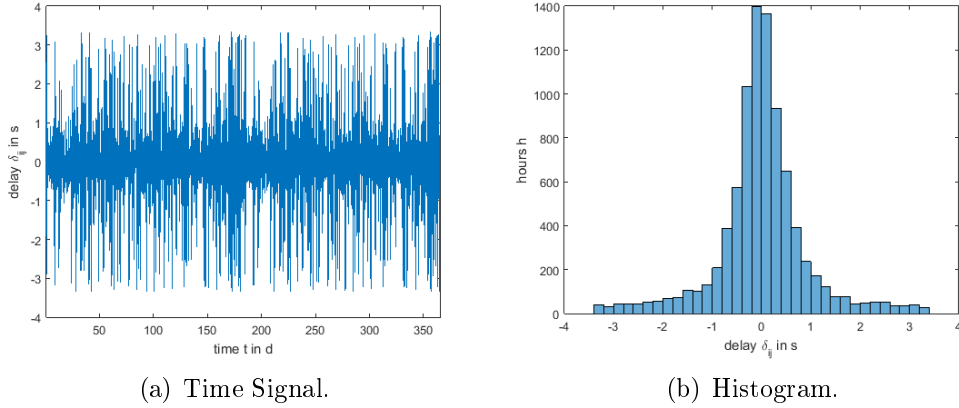 4
3
2
1
0
-1
-2
-3
-4
delay δij in s
50 100 150 200 250 300 350
time t in d
(a) Time Signal.
1400
1200
1000
800
600
400
200
0
hours h
-4 -3 -2 -1 0 1 2 3 4
delay δij in s
(b) Histogram.